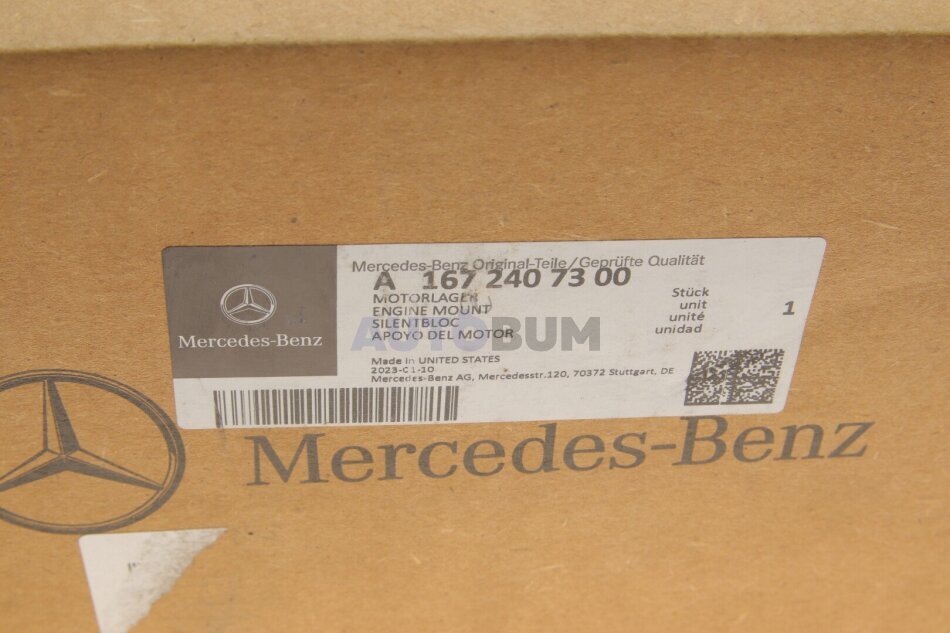 Mercedes-Benz Original-Teile/Geprüfte Qualität
A 167 240 73 00
MOTORLAGER
ENGINE MOUNT
SILENTBLOC
APOYO DEL MOTOR
Stück
unit
unité
unidad
1
Mercedes-Benz
AUTOBUM
Made in UNITED STATES
2023-01-10
Mercedes-Benz AG, Mercedesstr.120, 70372 Stuttgart, DE
Mercedes-Benz